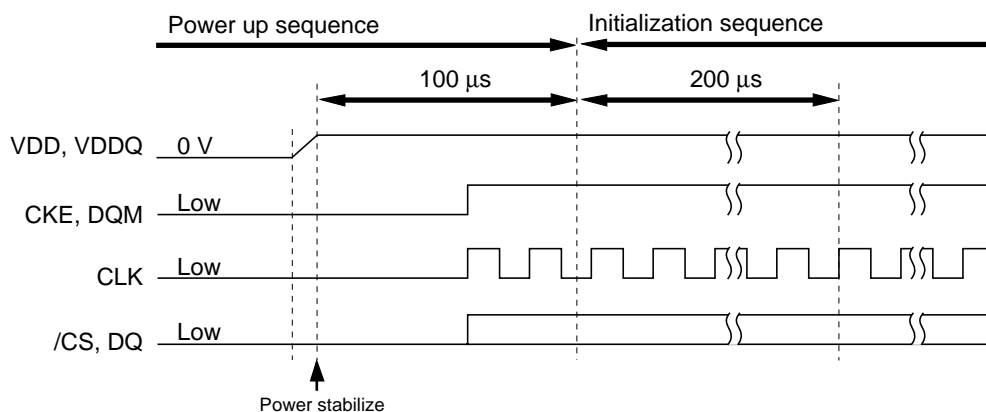 Power up sequence
Initialization sequence
100 μs
200 μs
VDD, VDDQ
0 V
CKE, DQM
Low
CLK
Low
/CS, DQ
Low
Power stabilize